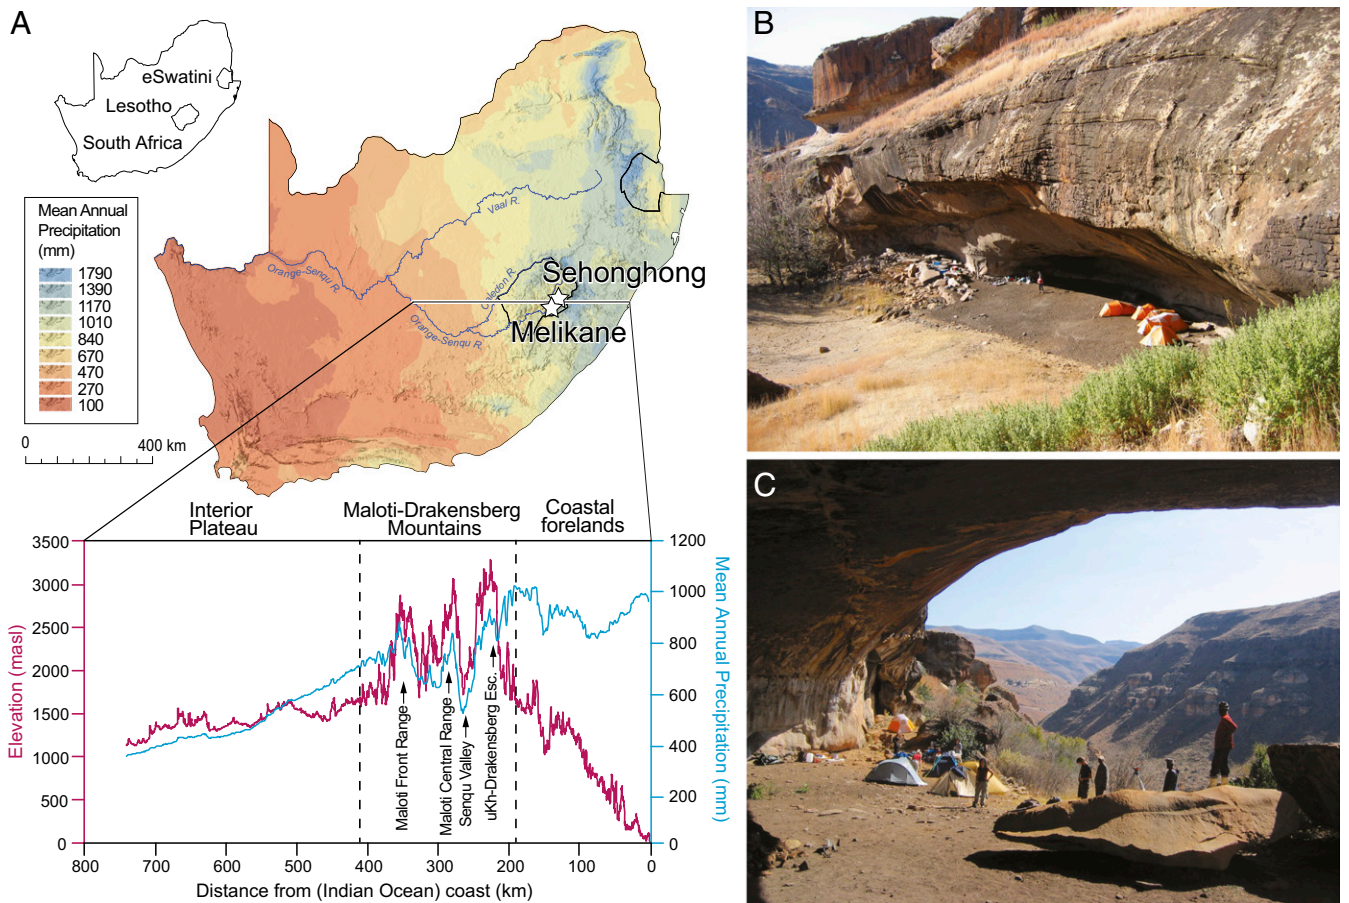 A
eSwatini
Lesotho
South Africa
Mean Annual
Precipitation
(mm)
1790
1390
1170
1010
840
670
470
270
100
0
400 km
Vaal R.
Orange-Senqu R.
Caledon R.
Orange-Senqu R.
Sehonghong
Melikane
Interior
Plateau
Maloti-Drakensberg
Mountains
Coastal
forelands
3500
3000
2500
2000
1500
1000
500
0
Elevation (masl)
1200
1000
800
600
400
200
0
Mean Annual Precipitation (mm)
Maloti Front Range
Maloti Central Range
Senqu Valley
uKh-Drakensberg Esc.
800
700
600
500
400
300
200
100
0
Distance from (Indian Ocean) coast (km)
B
C